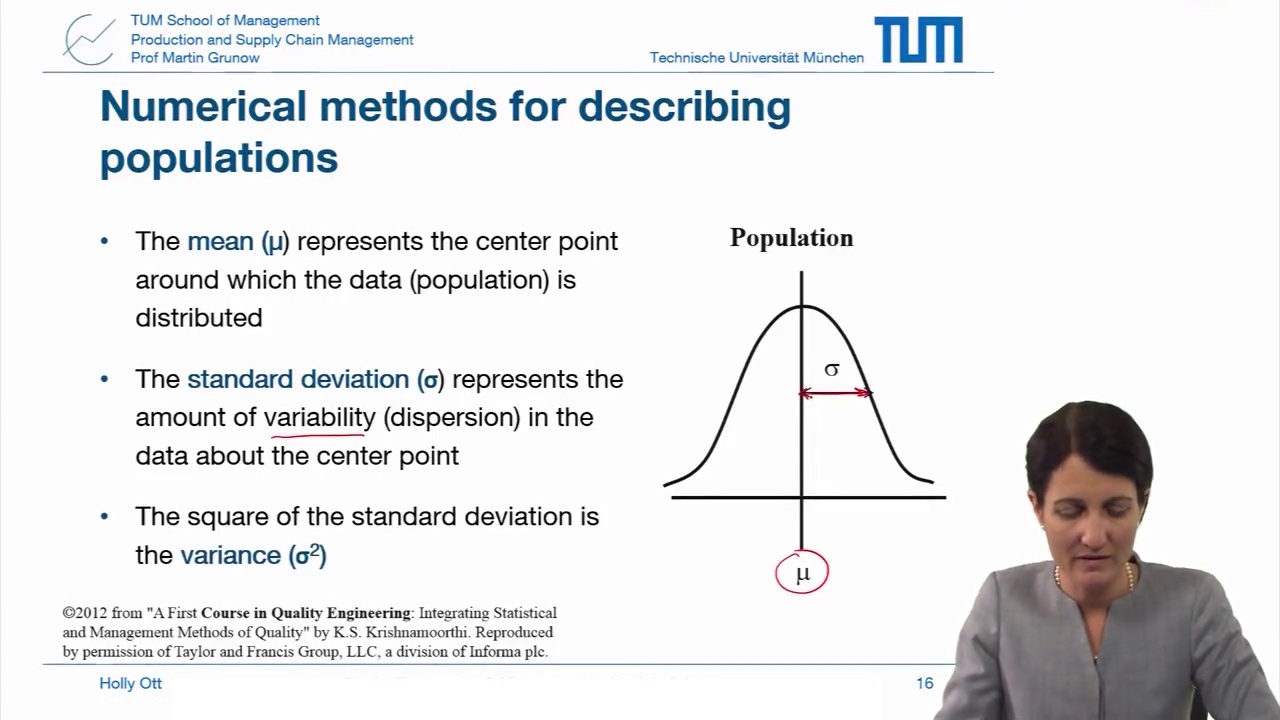 TUM School of Management
Production and Supply Chain Management
Prof Martin Grunow
Technische Universität München
TUM
Numerical methods for describing
populations
• The mean (µ) represents the center point
around which the data (population) is
distributed
• The standard deviation (σ) represents the
amount of variability (dispersion) in the
data about the center point
• The square of the standard deviation is
the variance (σ²)
Population
σ
µ
©2012 from "A First Course in Quality Engineering: Integrating Statistical
and Management Methods of Quality" by K.S. Krishnamoorthi. Reproduced
by permission of Taylor and Francis Group, LLC, a division of Informa plc.
Holly Ott
16